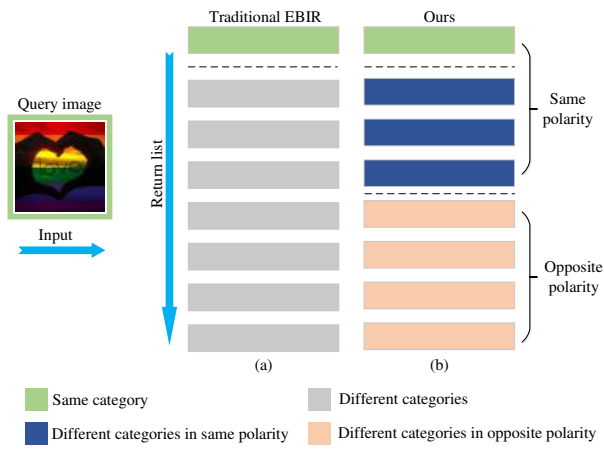 Traditional EBIR
Ours
Query image
love
Input
Return list
Same
polarity
Opposite
polarity
(a)
(b)
Same category
Different categories
Different categories in same polarity
Different categories in opposite polarity